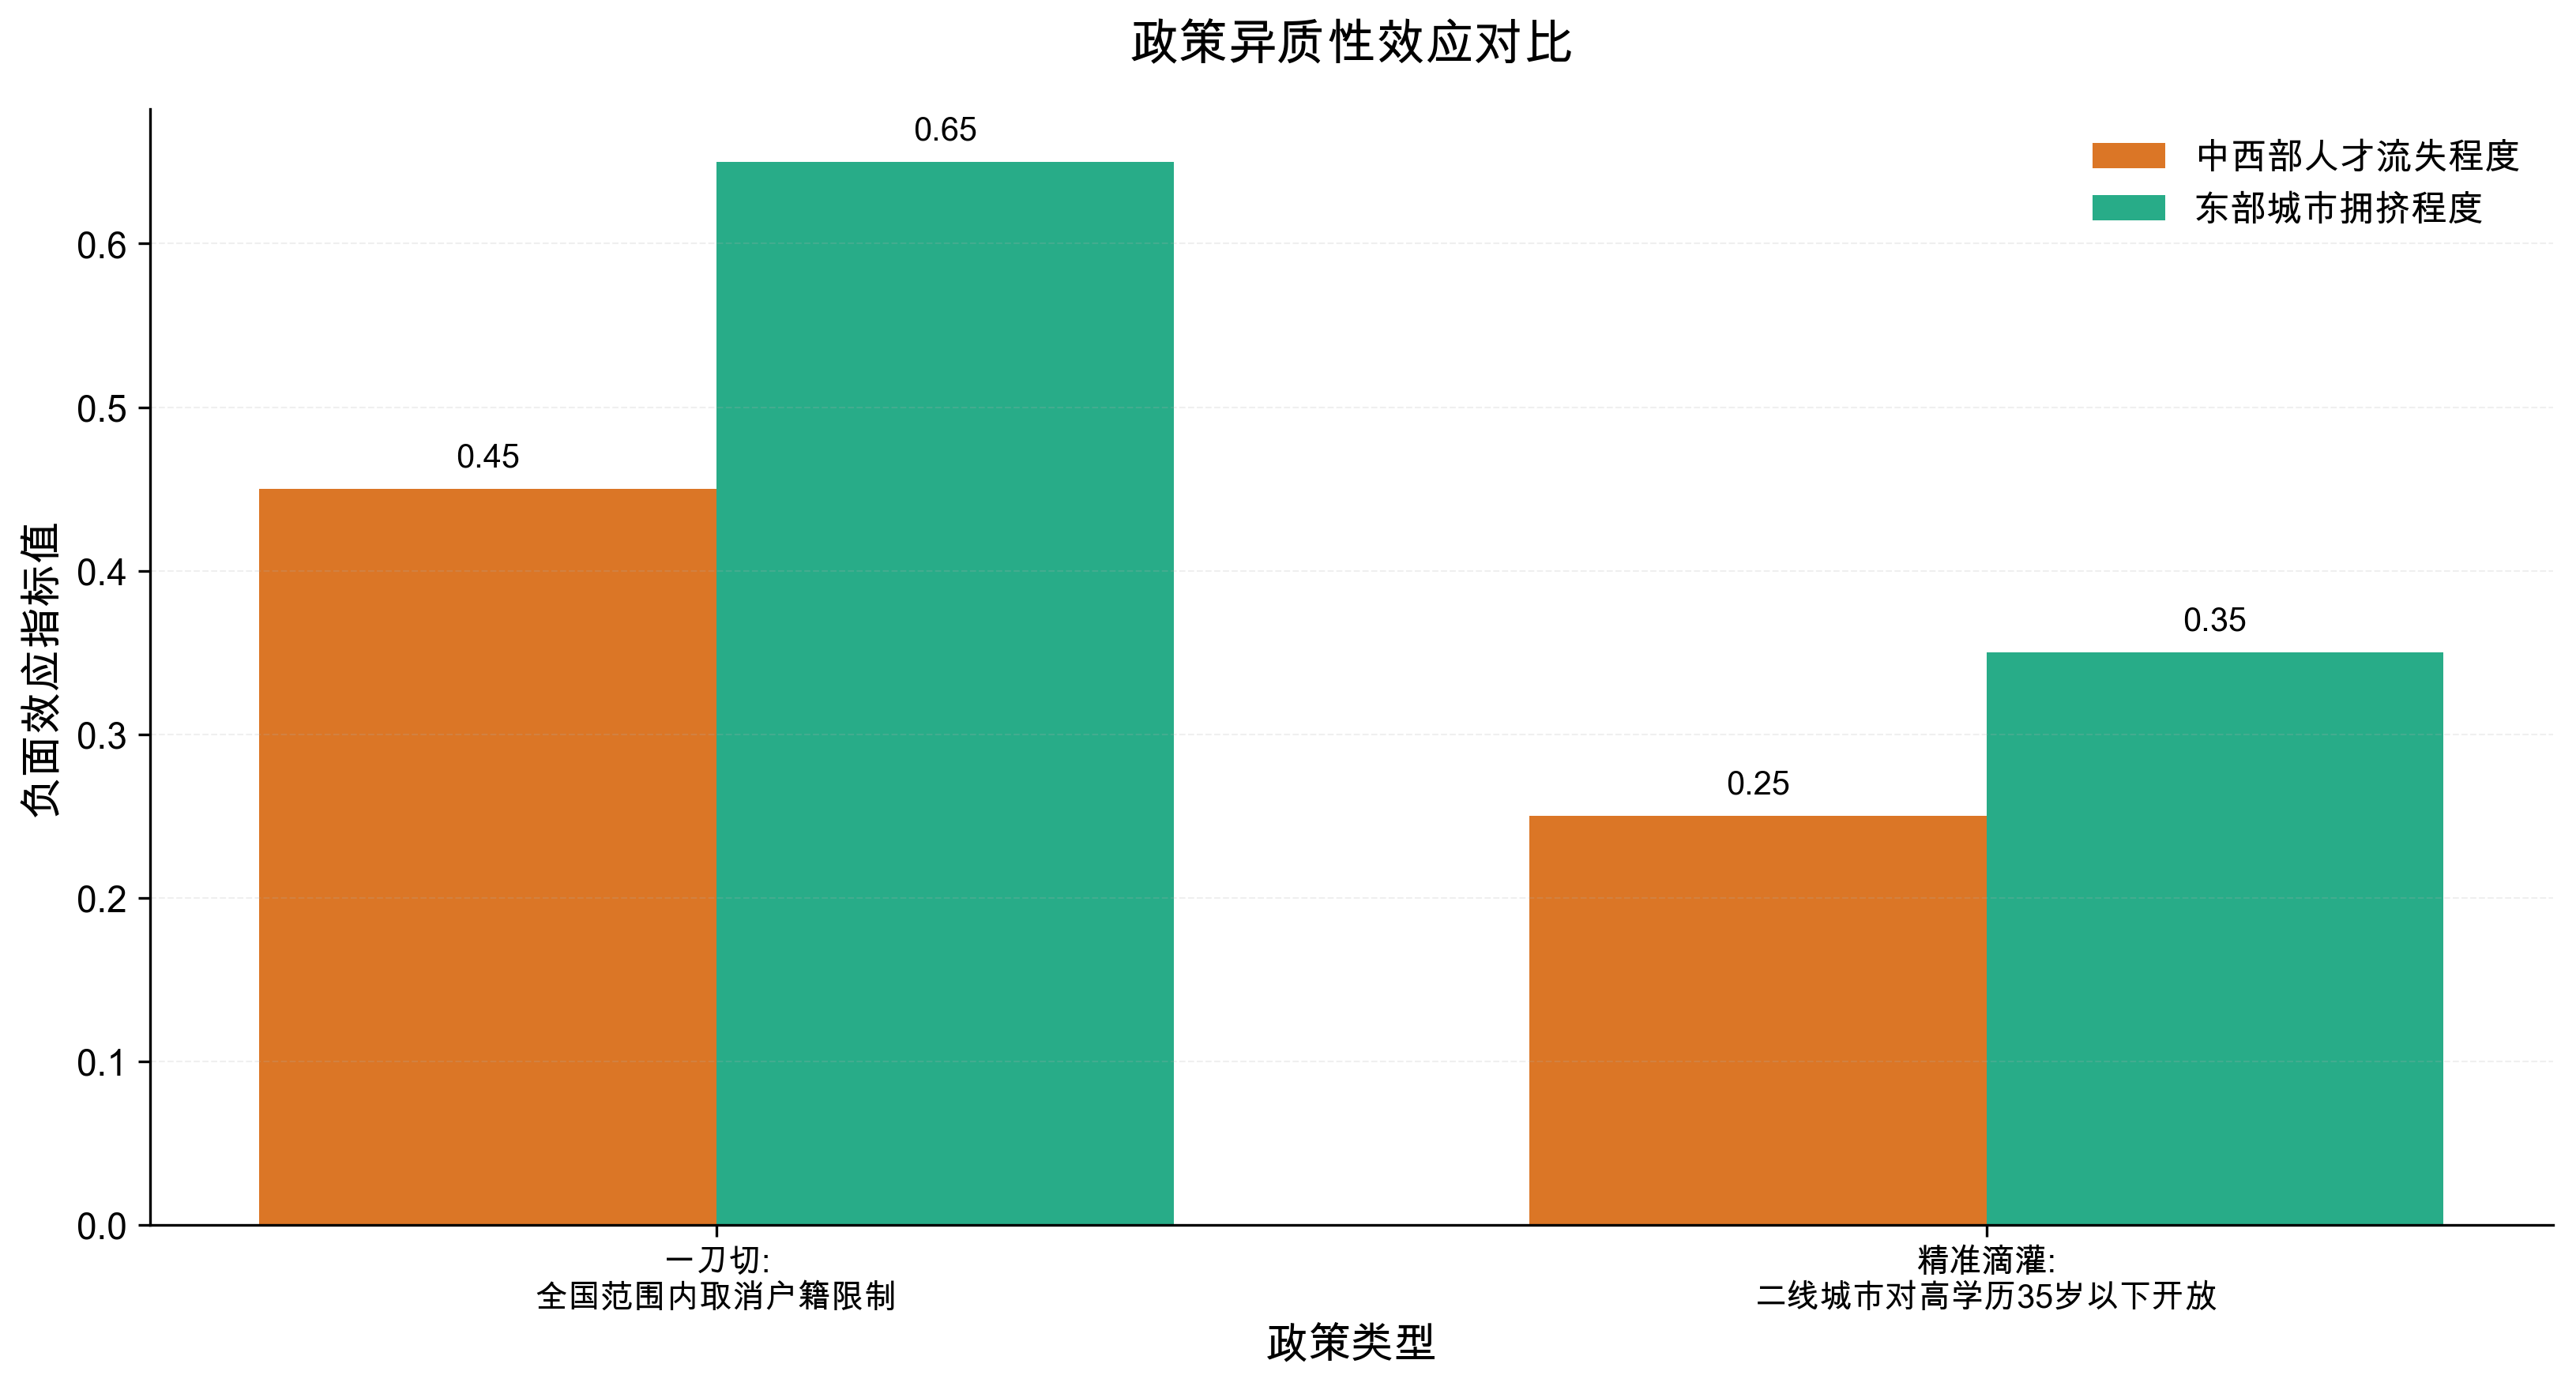 政策异质性效应对比
中西部人才流失程度
东部城市拥挤程度
负面效应指标值
0.6
0.5
0.4
0.3
0.2
0.1
0.0
0.45
0.65
0.25
0.35
一刀切:
全国范围内取消户籍限制
精准滴灌:
二线城市对高学历35岁以下开放
政策类型